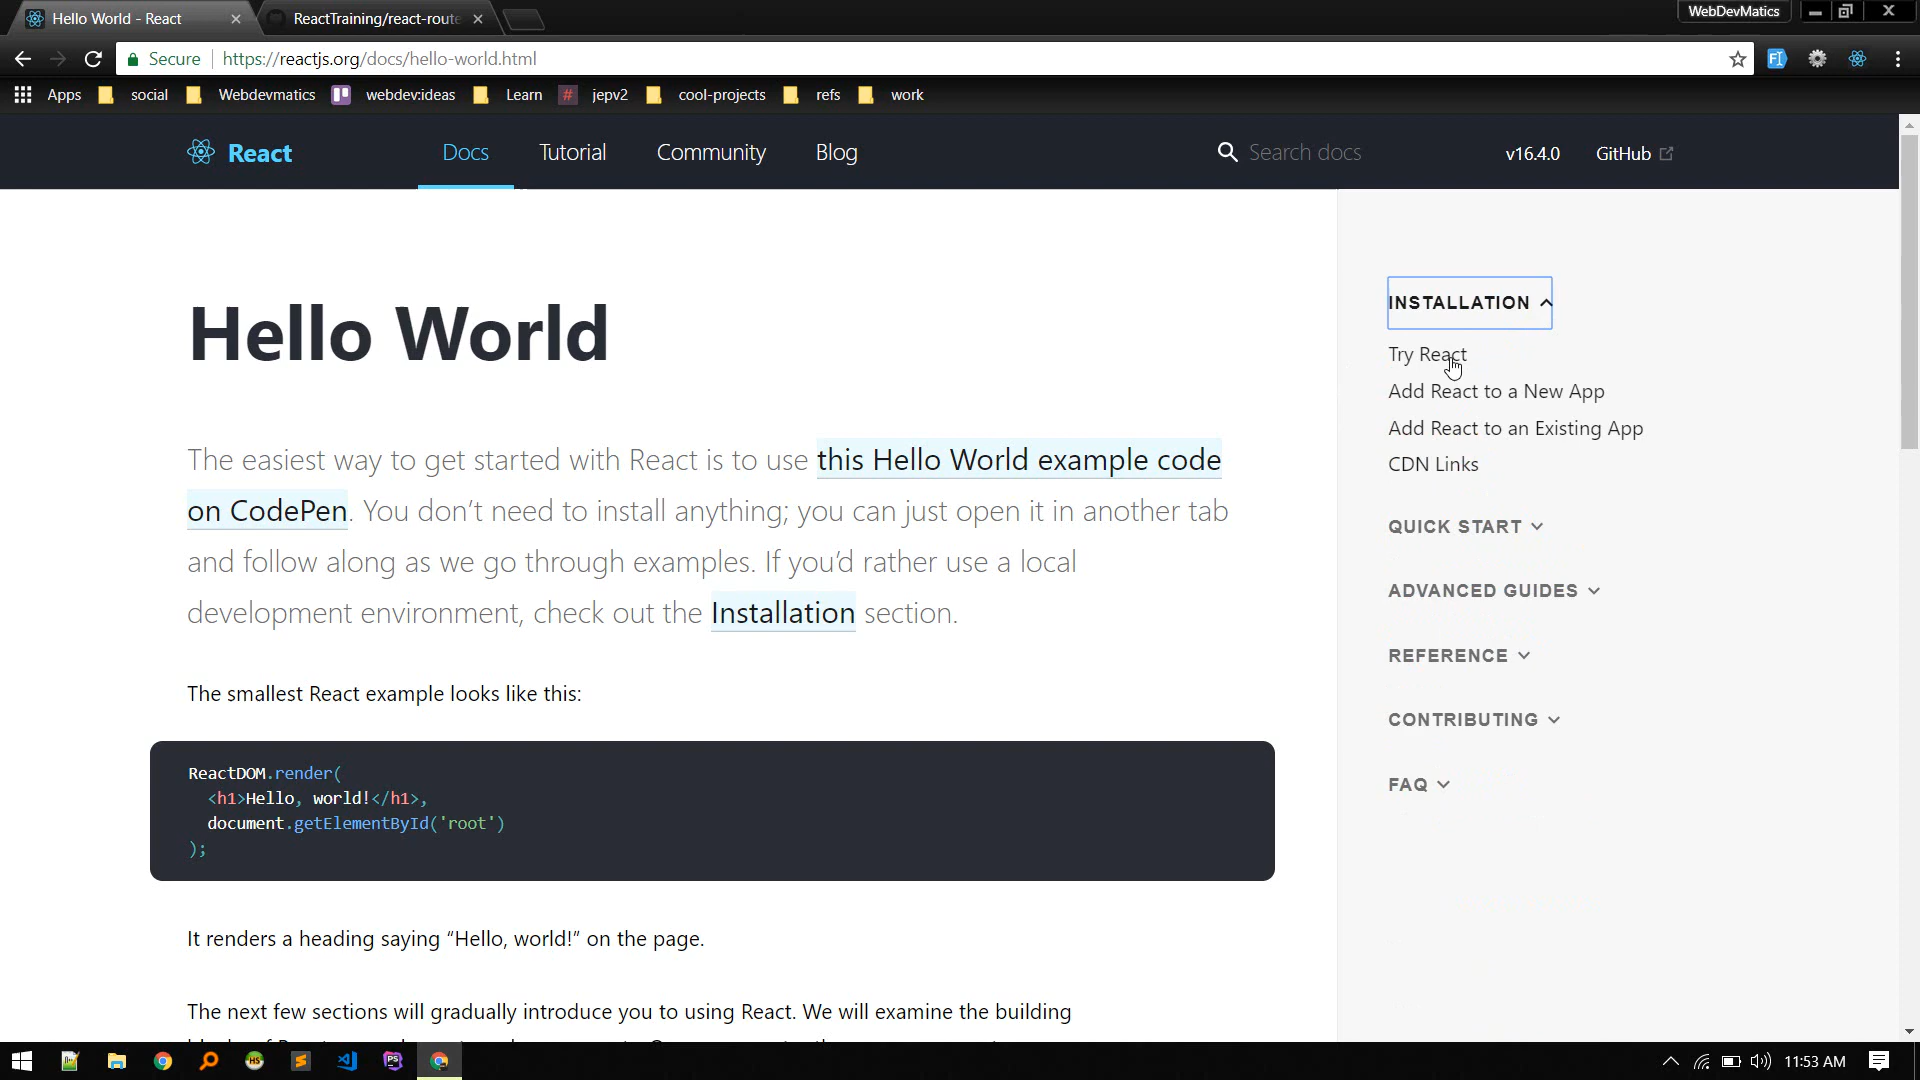 Hello World - React
ReactTraining/react-route
WebDevMatics
Secure
https://reactjs.org/docs/hello-world.html
Apps
social
Webdevmatics
webdev:ideas
Learn
#
jepv2
cool-projects
refs
work
React
Docs
Tutorial
Community
Blog
Search docs
v16.4.0
GitHub
Hello World
The easiest way to get started with React is to use this Hello World example code
on CodePen. You don’t need to install anything; you can just open it in another tab
and follow along as we go through examples. If you’d rather use a local
development environment, check out the Installation section.
The smallest React example looks like this:
ReactDOM.render(
<h1>Hello, world!</h1>,
document.getElementById('root')
);
It renders a heading saying “Hello, world!” on the page.
The next few sections will gradually introduce you to using React. We will examine the building
INSTALLATION
Try React
Add React to a New App
Add React to an Existing App
CDN Links
QUICK START
ADVANCED GUIDES
REFERENCE
CONTRIBUTING
FAQ
11:53 AM